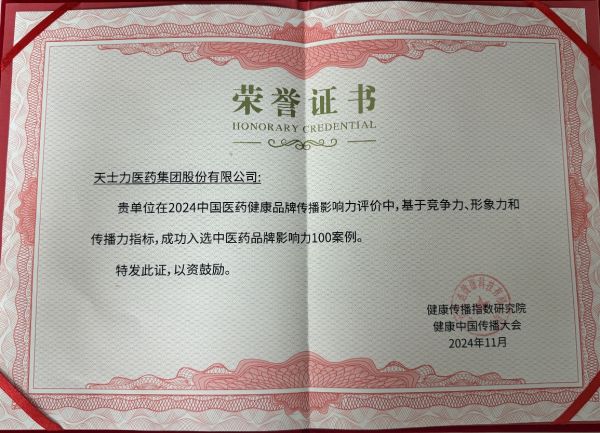 荣誉证书
HONORARY CREDENTIAL
天士力医药集团股份有限公司:
贵单位在2024中国医药健康品牌传播影响力评价中,基于竞争力、形象力和
传播力指标,成功入选中医药品牌影响力100案例。
特发此证,以资鼓励。
健康传播指数研究院
健康中国传播大会
2024年11月